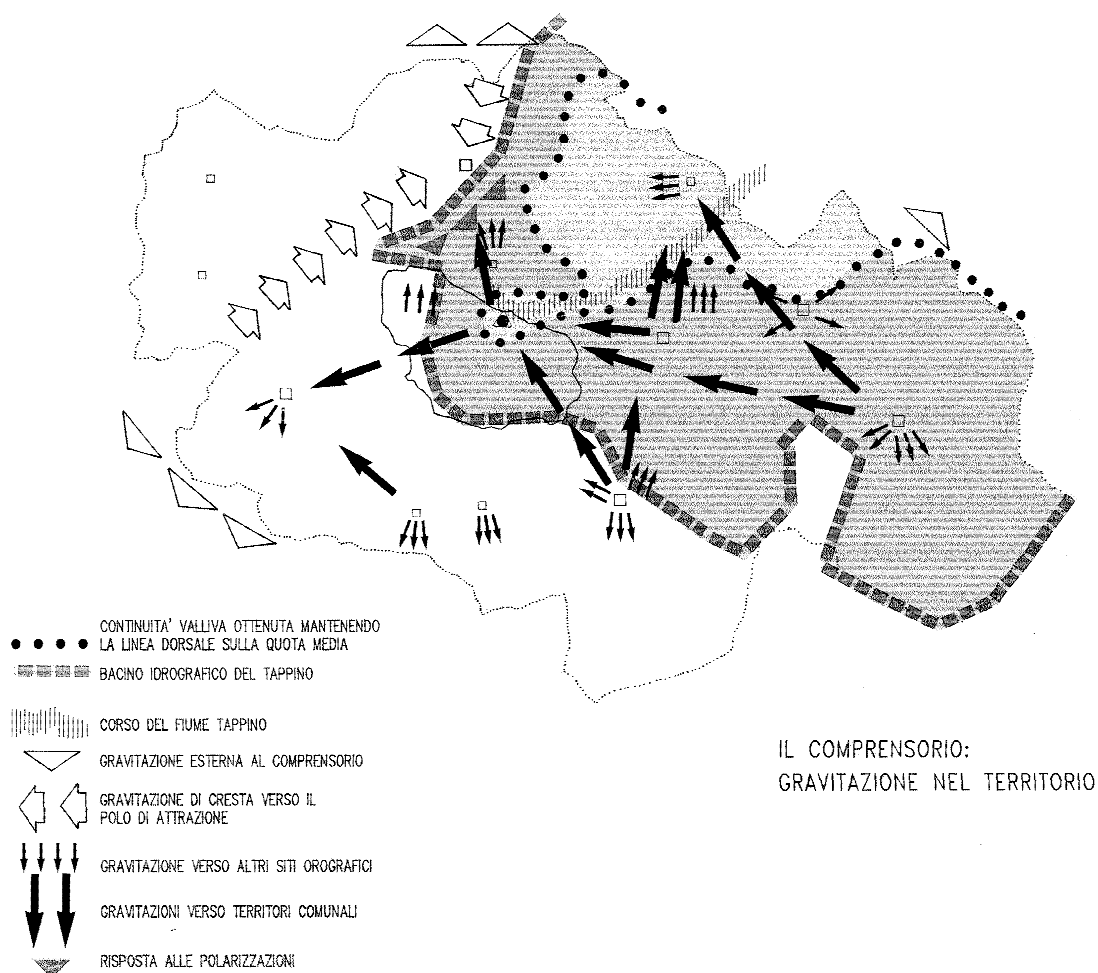 CONTINUITA' VALLIVA OTTENUTA MANTENENDO
LA LINEA DORSALE SULLA QUOTA MEDIA
BACINO IDROGRAFICO DEL TAPPINO
CORSO DEL FIUME TAPPINO
GRAVITAZIONE ESTERNA AL COMPRENSORIO
GRAVITAZIONE DI CRESTA VERSO IL
POLO DI ATTRAZIONE
GRAVITAZIONE VERSO ALTRI SITI OROGRAFICI
GRAVITAZIONI VERSO TERRITORI COMUNALI
RISPOSTA ALLE POLARIZZAZIONI
IL COMPRENSORIO:
GRAVITAZIONE NEL TERRITORIO